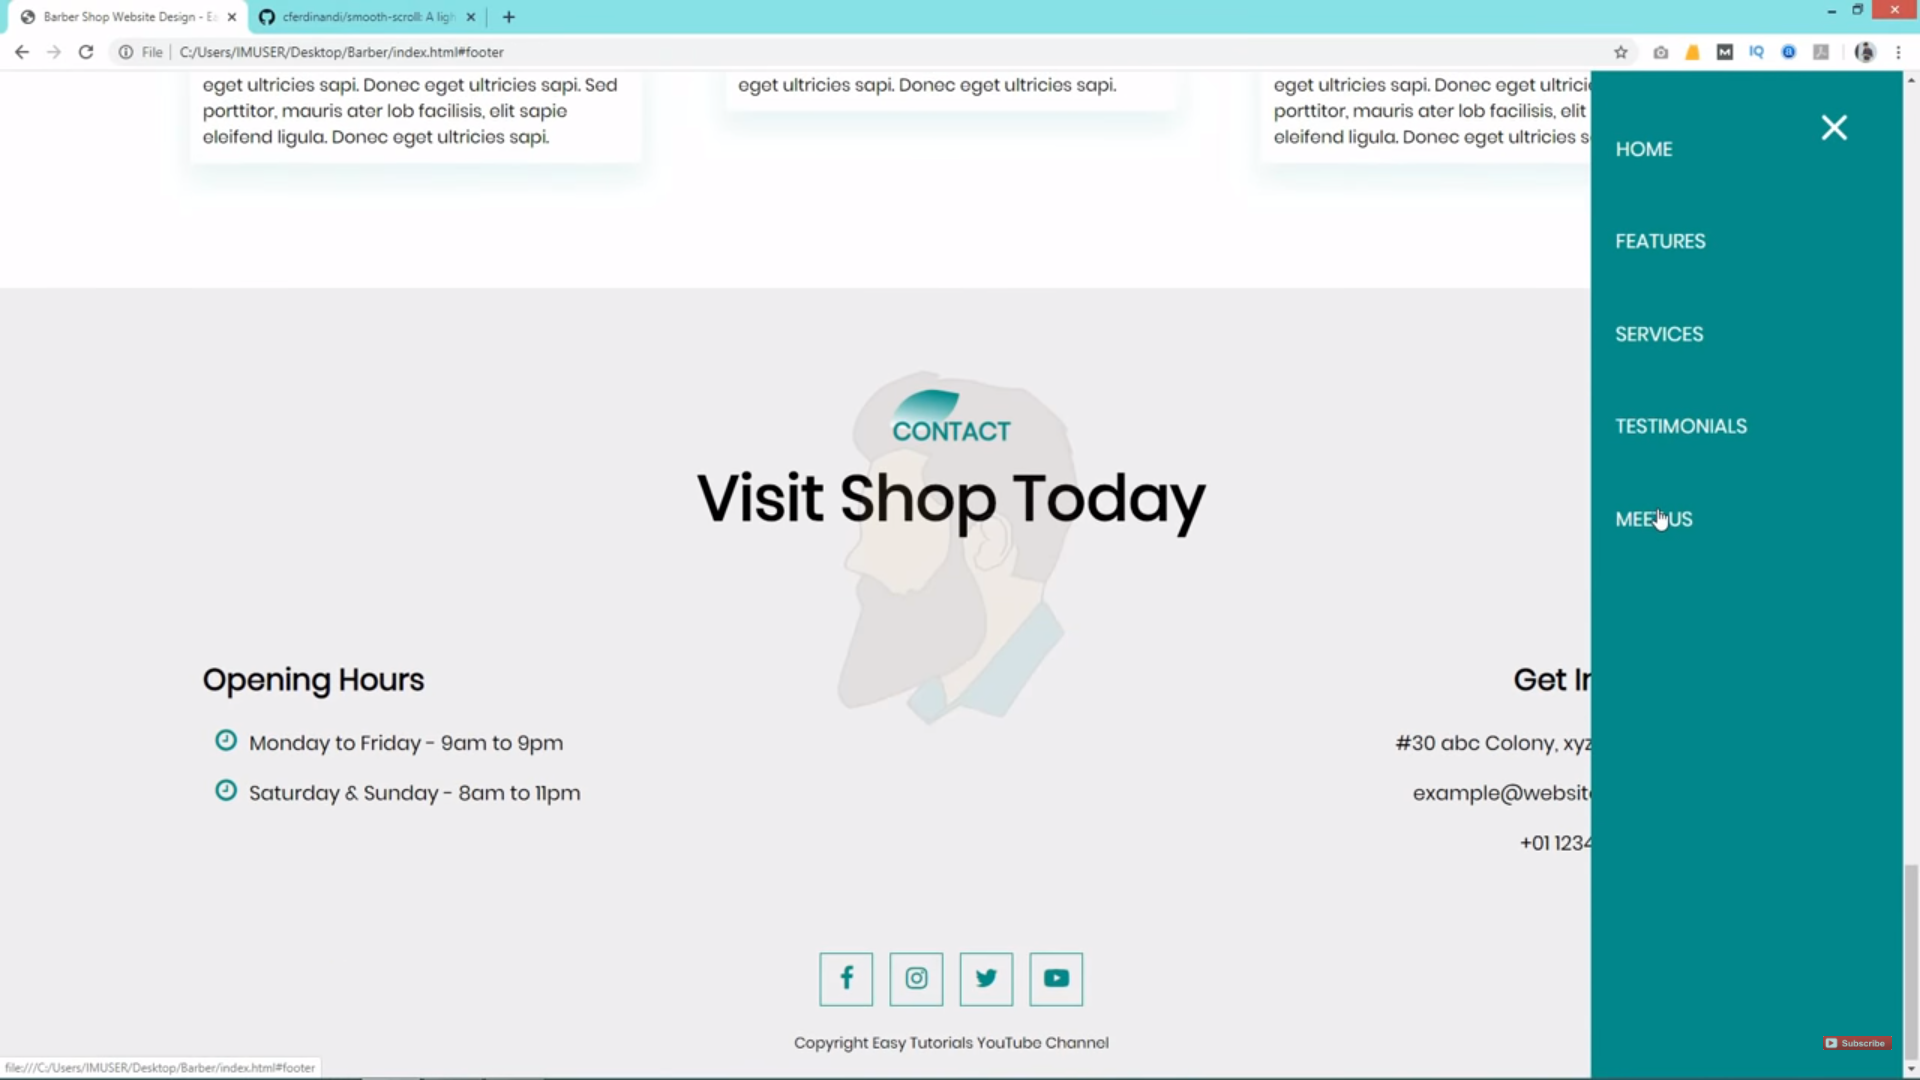 Barber Shop Website Design - Ea
cferdinandi/smooth-scroll: A ligh
File
C:/Users/IMUSER/Desktop/Barber/index.html#footer
eget ultricies sapi. Donec eget ultricies sapi. Sed
porttitor, mauris ater lob facilisis, elit sapie
eleifend ligula. Donec eget ultricies sapi.
eget ultricies sapi. Donec eget ultricies sapi.
eget ultricies sapi. Donec eget ultricie
porttitor, mauris ater lob facilisis, elit
eleifend ligula. Donec eget ultricies s
HOME
FEATURES
SERVICES
TESTIMONIALS
MEET US
CONTACT
Visit Shop Today
Opening Hours
Monday to Friday - 9am to 9pm
Saturday & Sunday - 8am to 11pm
Get In
#30 abc Colony, xyz
example@website
+01 1234
Copyright Easy Tutorials YouTube Channel
Subscribe
file:///C:/Users/IMUSER/Desktop/Barber/index.html#footer